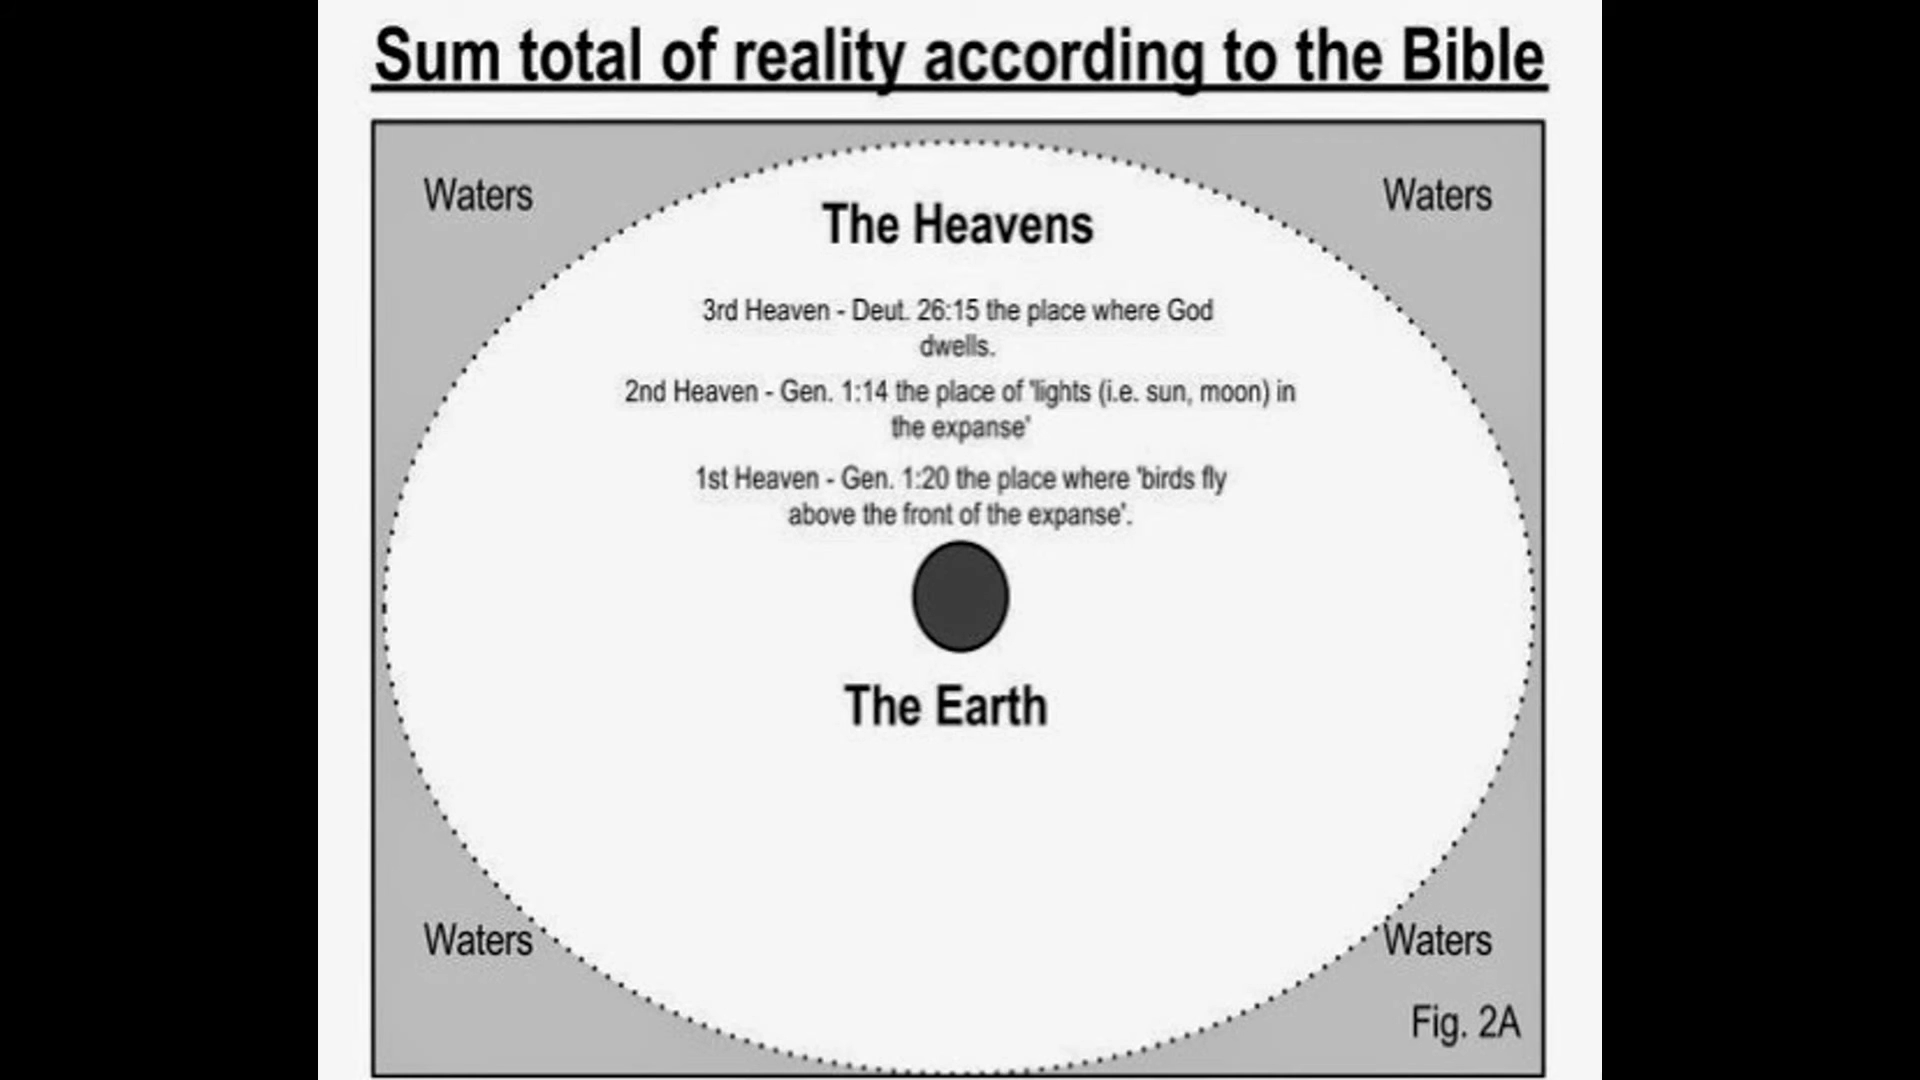 Sum total of reality according to the Bible
Waters
Waters
The Heavens
3rd Heaven - Deut. 26:15 the place where God
dwells.
2nd Heaven - Gen. 1:14 the place of 'lights (i.e. sun, moon) in
the expanse'
1st Heaven - Gen. 1:20 the place where 'birds fly
above the front of the expanse'.
The Earth
Waters
Waters
Fig. 2A